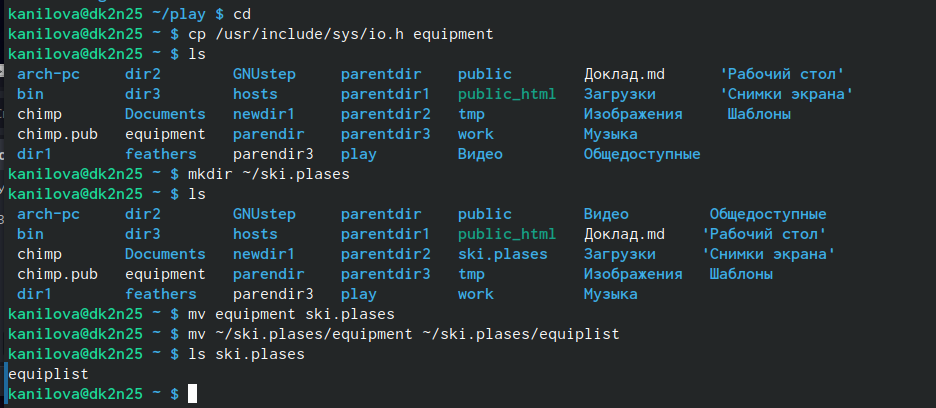 kanilova@dk2n25 ~/play $ cd
kanilova@dk2n25 ~ $ cp /usr/include/sys/io.h equipment
kanilova@dk2n25 ~ $ ls
arch-pc dir2 GNUstep parentdir public Доклад.md 'Рабочий стол'
bin dir3 hosts parentdir1 public_html Загрузки 'Снимки экрана'
chimp Documents newdir1 parentdir2 tmp Изображения Шаблоны
chimp.pub equipment parendir parentdir3 work Музыка
dir1 feathers parendir3 play Видео Общедоступные
kanilova@dk2n25 ~ $ mkdir ~/ski.plases
kanilova@dk2n25 ~ $ ls
arch-pc dir2 GNUstep parentdir public Видео Общедоступные
bin dir3 hosts parentdir1 public_html Доклад.md 'Рабочий стол'
chimp Documents newdir1 parentdir2 ski.plases Загрузки 'Снимки экрана'
chimp.pub equipment parendir parentdir3 tmp Изображения Шаблоны
dir1 feathers parendir3 play work Музыка
kanilova@dk2n25 ~ $ mv equipment ski.plases
kanilova@dk2n25 ~ $ mv ~/ski.plases/equipment ~/ski.plases/equiplist
kanilova@dk2n25 ~ $ ls ski.plases
equiplist
kanilova@dk2n25 ~ $